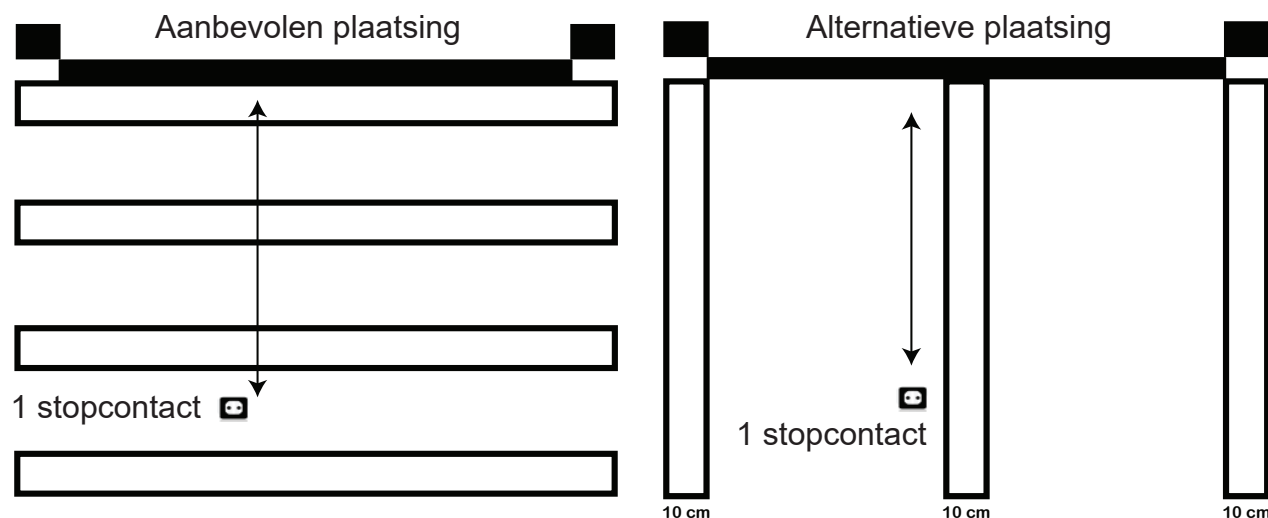 Aanbevolen plaatsing
1 stopcontact
Alternatieve plaatsing
1 stopcontact
10 cm
10 cm
10 cm